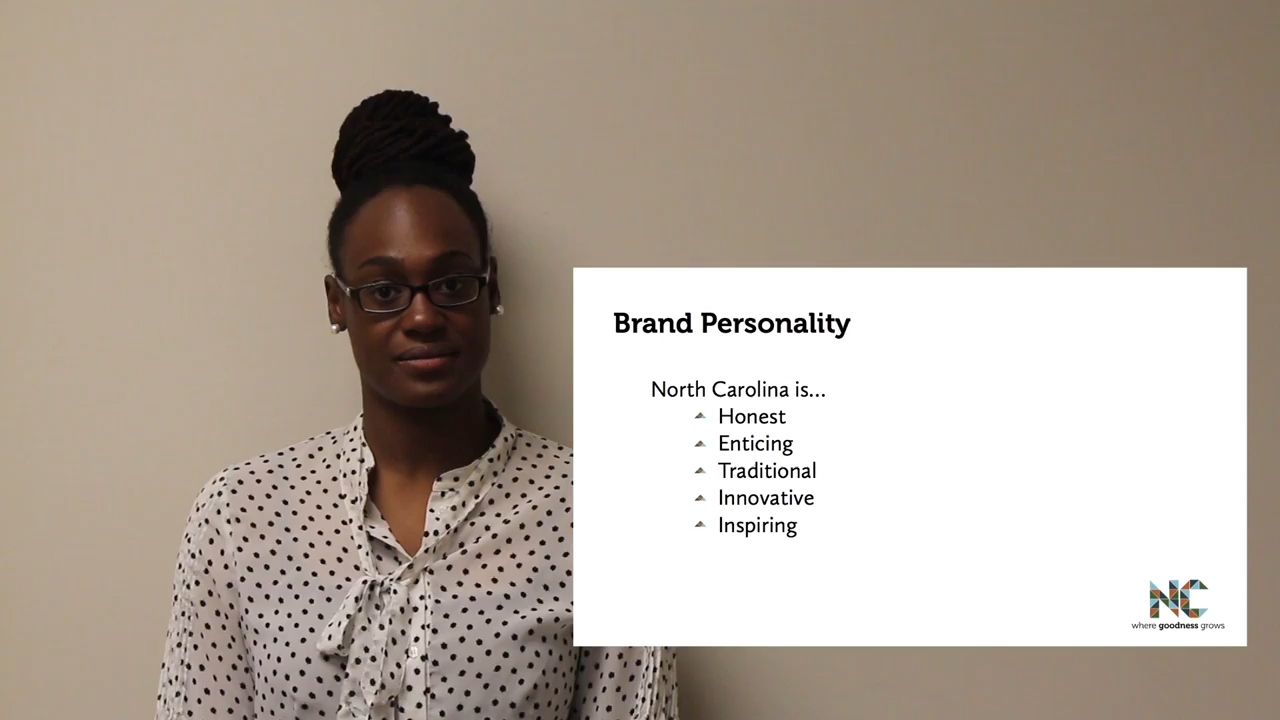 Brand Personality
North Carolina is...
Honest
Enticing
Traditional
Innovative
Inspiring
NC
where goodness grows